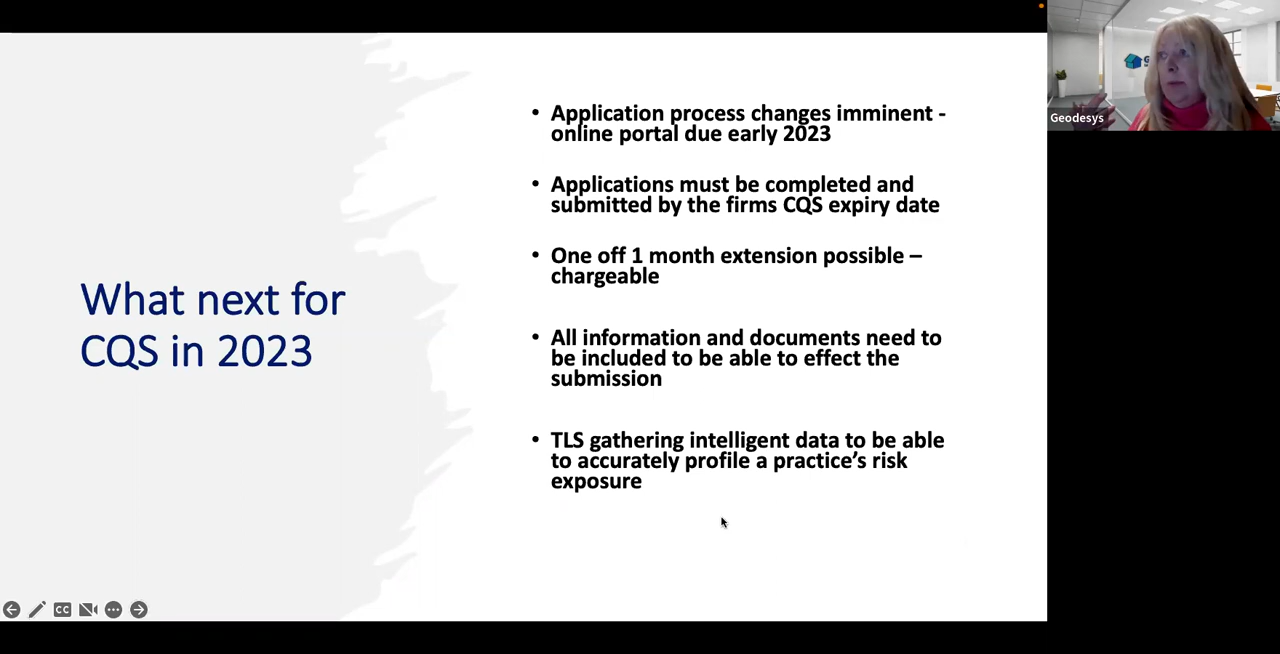 What next for
CQS in 2023
• Application process changes imminent -
online portal due early 2023
• Applications must be completed and
submitted by the firms CQS expiry date
• One off 1 month extension possible –
chargeable
• All information and documents need to
be included to be able to effect the
submission
• TLS gathering intelligent data to be able
to accurately profile a practice’s risk
exposure
CC
Geodesys